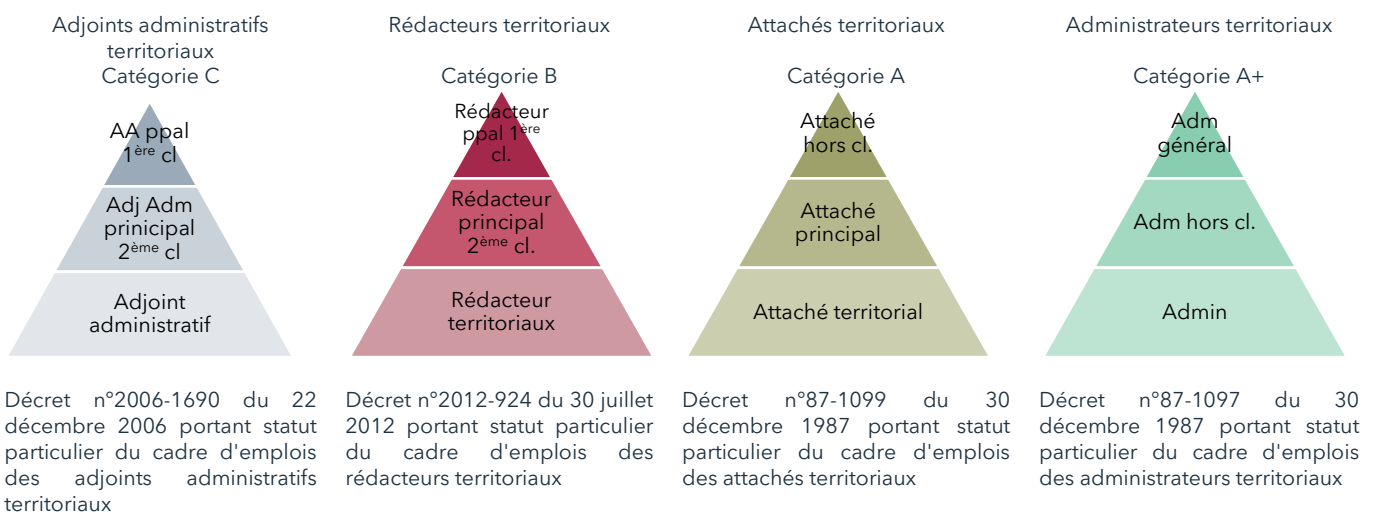 Adjoints administratifs
territoriaux
Catégorie C
AA ppal
1ère cl
Adj Adm
prinicipal
2ème cl
Adjoint
administratif
Décret n°2006-1690 du 22
décembre 2006 portant statut
particulier du cadre d'emplois
des adjoints administratifs
territoriaux
Rédacteurs territoriaux
Catégorie B
Rédacteur
ppal 1ère
cl.
Rédacteur
principal
2ème cl.
Rédacteur
territoriaux
Décret n°2012-924 du 30 juillet
2012 portant statut particulier
du cadre d'emplois des
rédacteurs territoriaux
Attachés territoriaux
Catégorie A
Attaché
hors cl.
Attaché
principal
Attaché territorial
Décret n°87-1099 du 30
décembre 1987 portant statut
particulier du cadre d'emplois
des attachés territoriaux
Administrateurs territoriaux
Catégorie A+
Adm
général
Adm hors cl.
Admin
Décret n°87-1097 du 30
décembre 1987 portant statut
particulier du cadre d'emplois
des administrateurs territoriaux